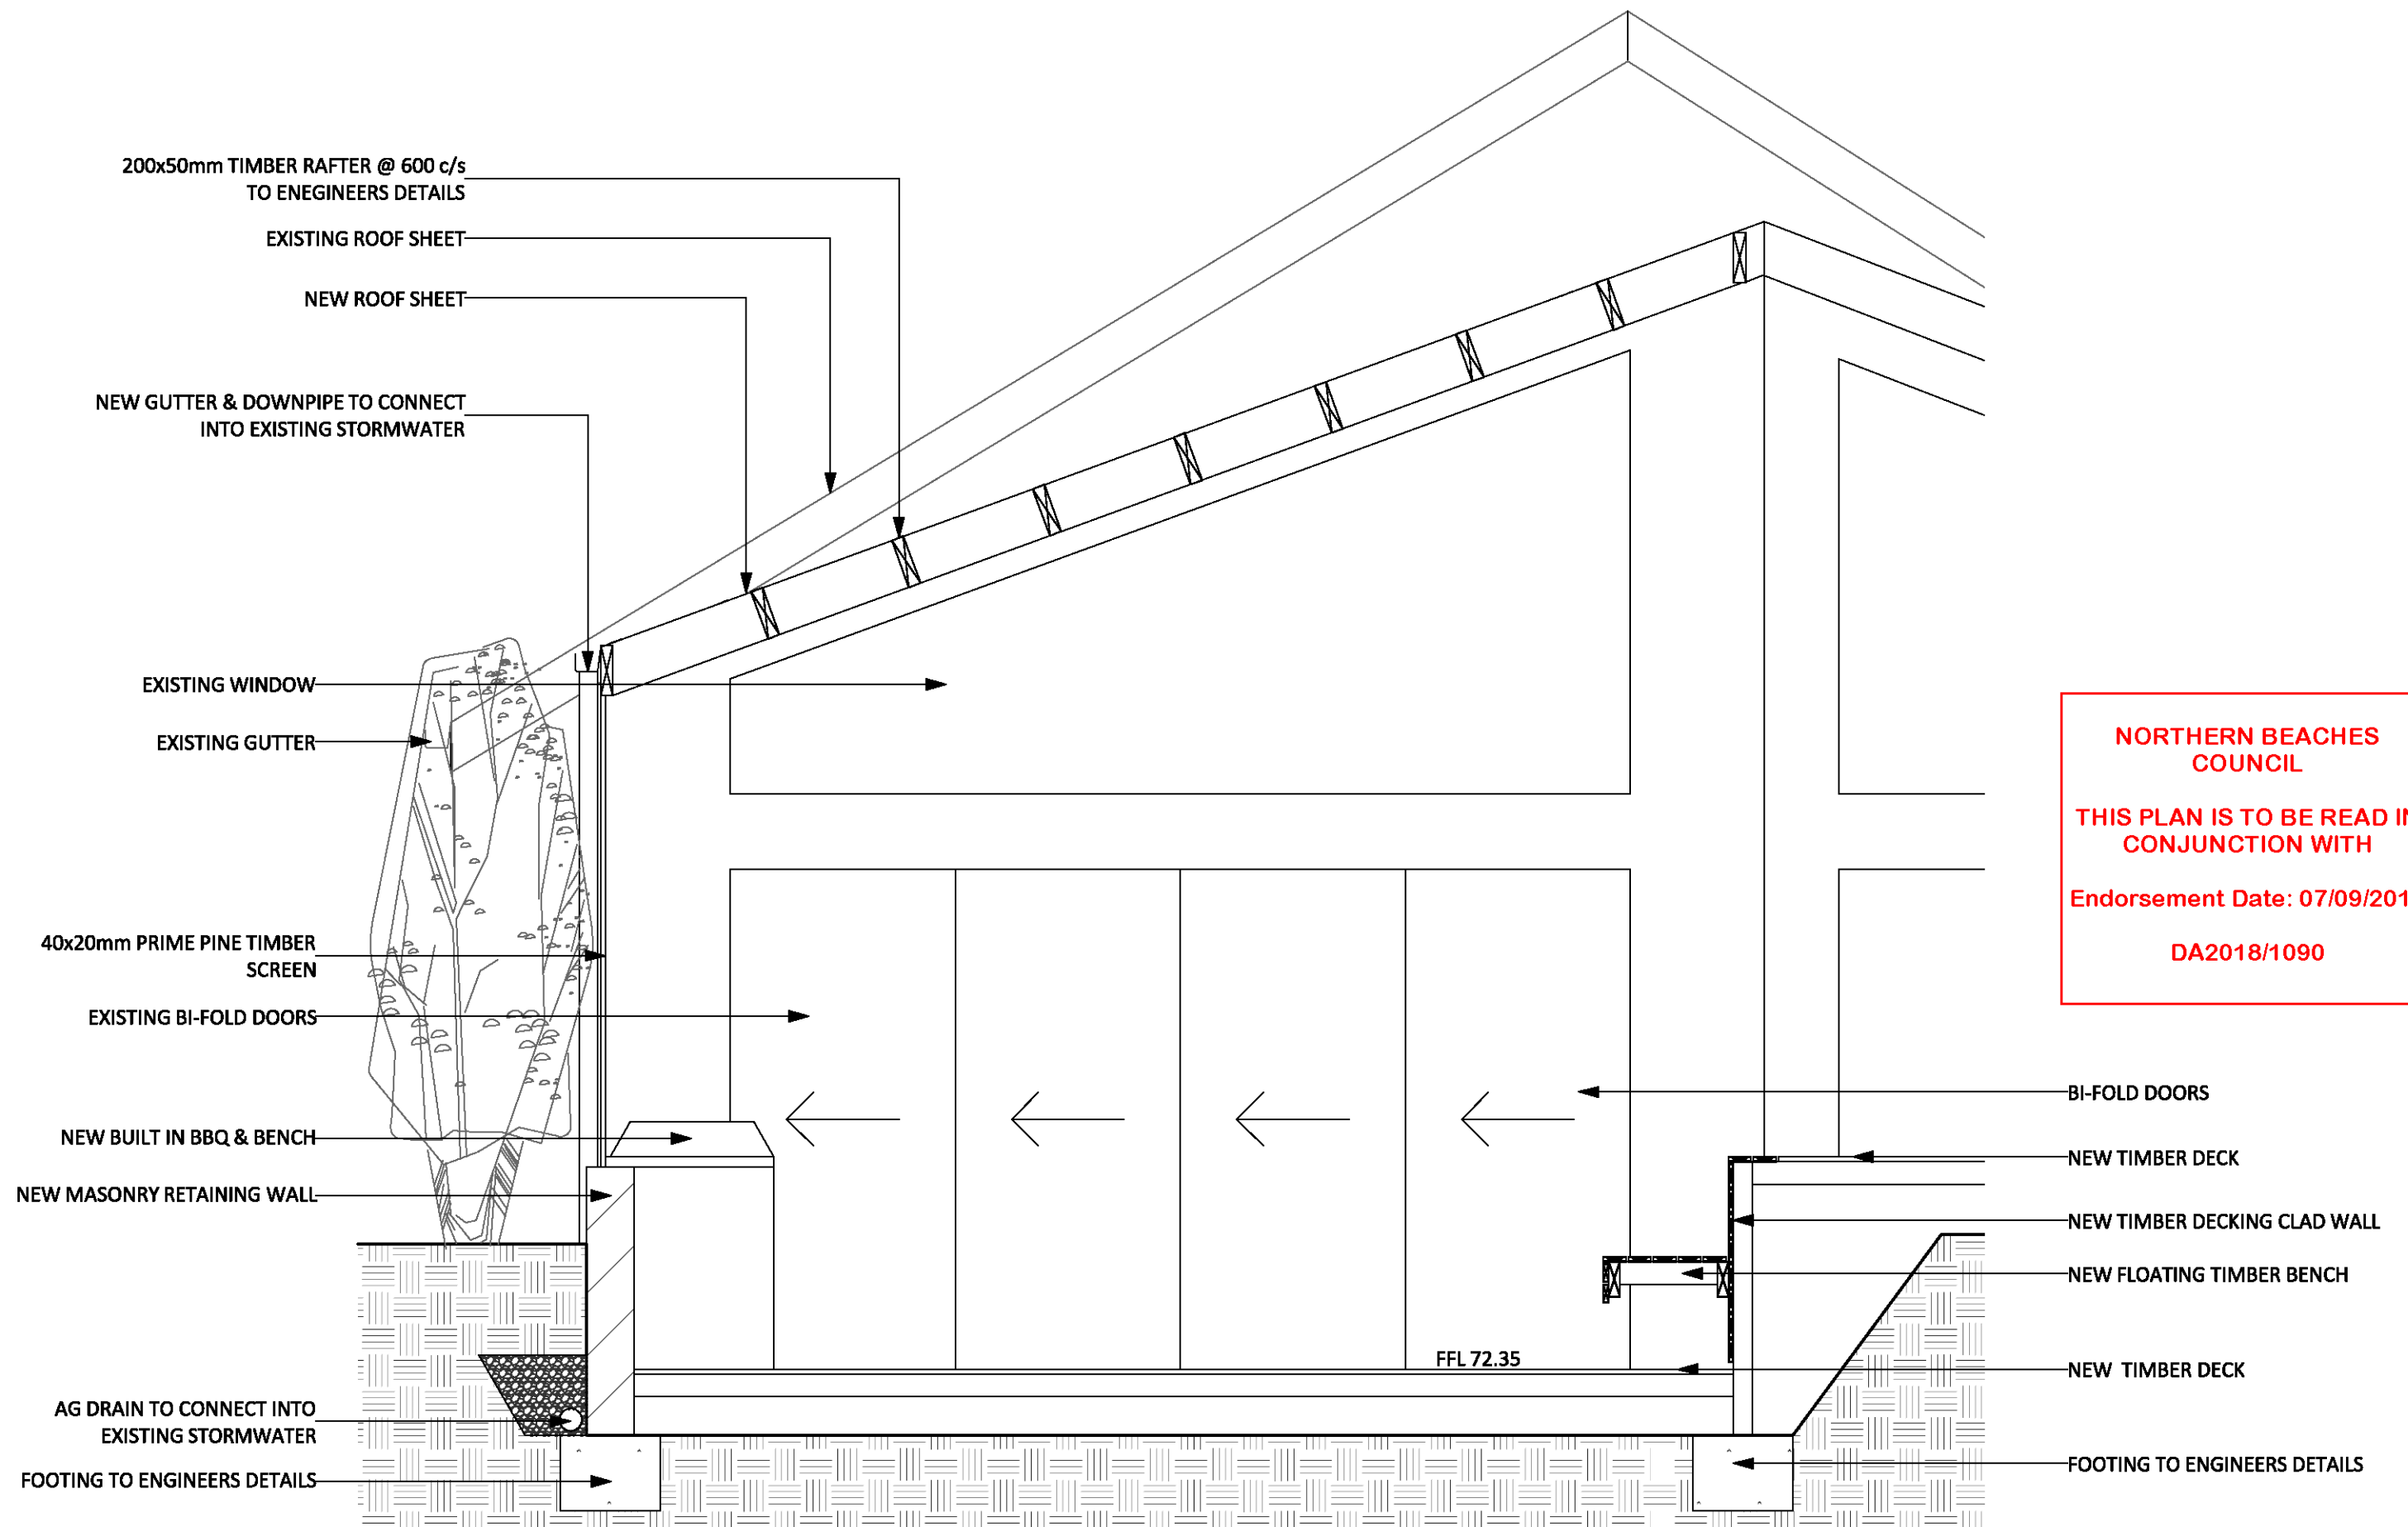 200x50mm TIMBER RAFTER @ 600 c/s
TO ENEGINEERS DETAILS
EXISTING ROOF SHEET
NEW ROOF SHEET
NEW GUTTER & DOWNPIPE TO CONNECT
INTO EXISTING STORMWATER
EXISTING WINDOW
EXISTING GUTTER
40x20mm PRIME PINE TIMBER
SCREEN
EXISTING BI-FOLD DOORS
NEW BUILT IN BBQ & BENCH
NEW MASONRY RETAINING WALL
AG DRAIN TO CONNECT INTO
EXISTING STORMWATER
FOOTING TO ENGINEERS DETAILS
FFL 72.35
NORTHERN BEACHES
COUNCIL
THIS PLAN IS TO BE READ IN
CONJUNCTION WITH
Endorsement Date: 07/09/201
DA2018/1090
BI-FOLD DOORS
NEW TIMBER DECK
NEW TIMBER DECKING CLAD WALL
NEW FLOATING TIMBER BENCH
NEW TIMBER DECK
FOOTING TO ENGINEERS DETAILS